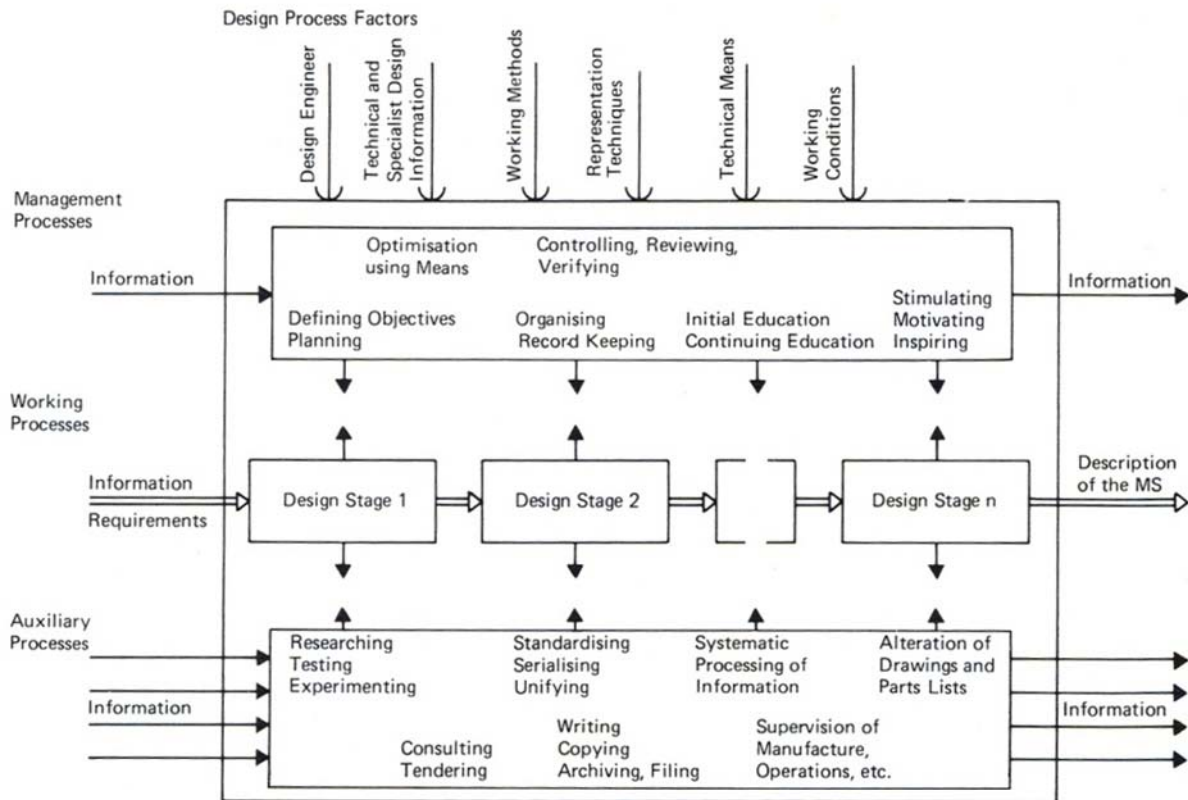 Design Process Factors
Design Engineer
Technical and
Specialist Design
Information
Working Methods
Representation
Techniques
Technical Means
Working
Conditions
Management
Processes
Information
Optimisation
using Means
Controlling, Reviewing,
Verifying
Defining Objectives
Planning
Organising
Record Keeping
Initial Education
Continuing Education
Stimulating
Motivating
Inspiring
Information
Working
Processes
Information
Requirements
Design Stage 1
Design Stage 2
Design Stage n
Description
of the MS
Auxiliary
Processes
Information
Researching
Testing
Experimenting
Standardising
Serialising
Unifying
Systematic
Processing of
Information
Alteration of
Drawings and
Parts Lists
Consulting
Tendering
Writing
Copying
Archiving, Filing
Supervision of
Manufacture,
Operations, etc.
Information